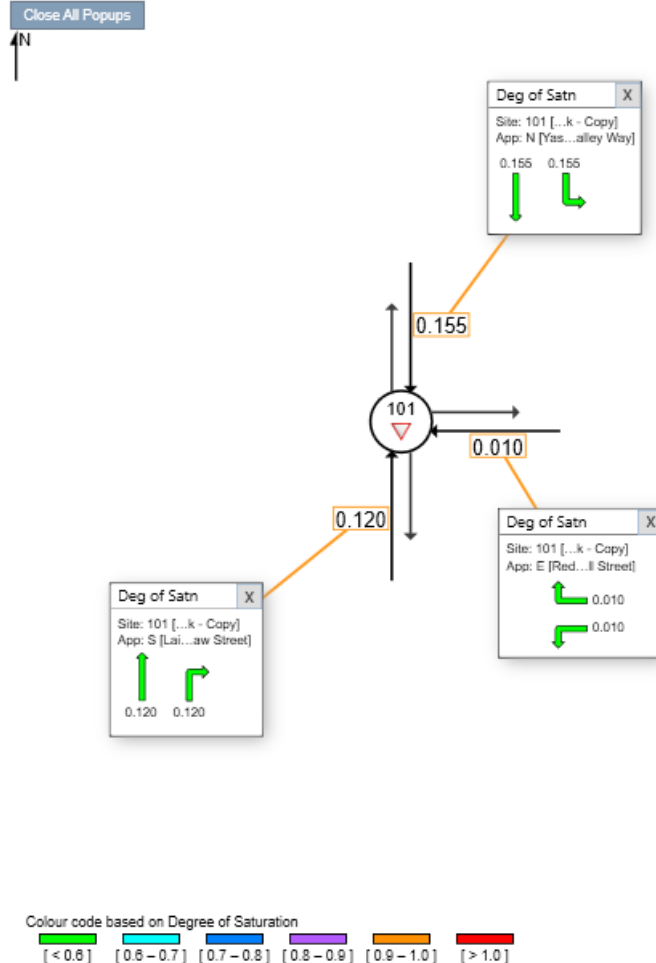 Close All Popups
N
Deg of Satn X
Site: 101 [...k - Copy]
App: N [Yas...alley Way]
0.155 0.155
0.155
101
0.010
0.120
Deg of Satn X
Site: 101 [...k - Copy]
App: E [Red...ll Street]
0.010
0.010
Deg of Satn X
Site: 101 [...k - Copy]
App: S [Lai...aw Street]
0.120 0.120
Colour code based on Degree of Saturation
[ < 0.6 ] [ 0.6 – 0.7 ] [ 0.7 – 0.8 ] [ 0.8 – 0.9 ] [ 0.9 – 1.0 ] [ > 1.0 ]